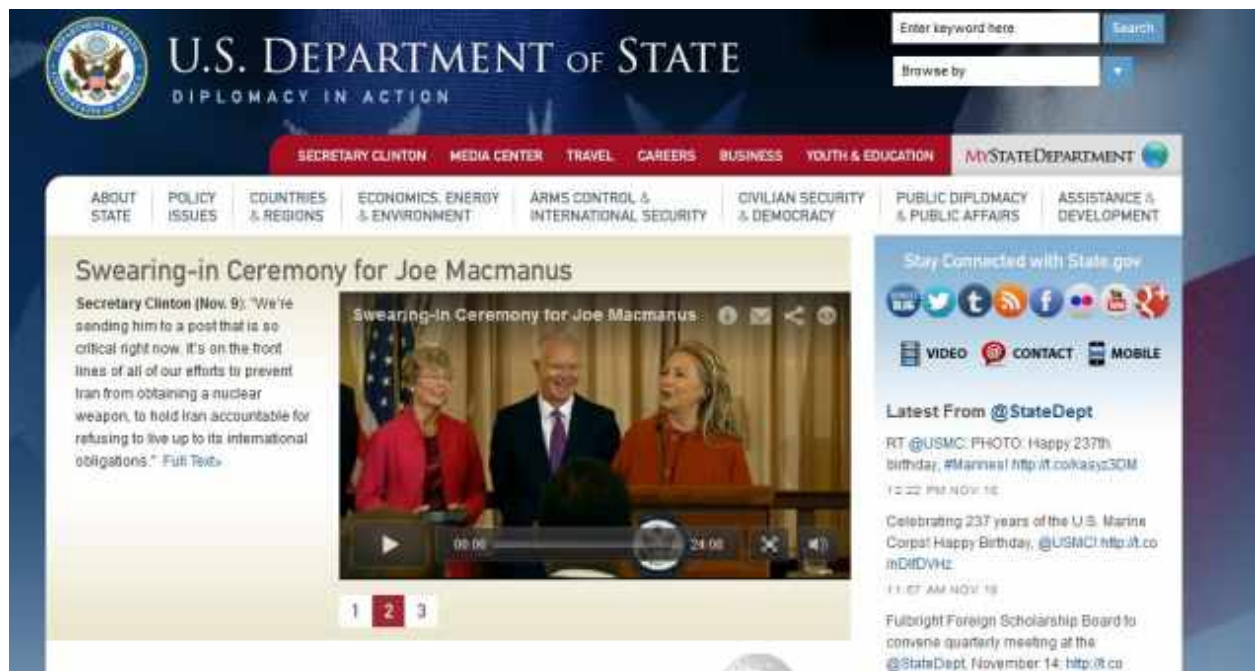 U.S. DEPARTMENT OF STATE
DIPLOMACY IN ACTION
Enter keyword here
Search
Browse by
SECRETARY CLINTON MEDIA CENTER TRAVEL CAREERS BUSINESS YOUTH & EDUCATION MYSTATEDEPARTMENT
ABOUT STATE
POLICY ISSUES
COUNTRIES & REGIONS
ECONOMICS, ENERGY & ENVIRONMENT
ARMS CONTROL & INTERNATIONAL SECURITY
CIVILIAN SECURITY & DEMOCRACY
PUBLIC DIPLOMACY & PUBLIC AFFAIRS
ASSISTANCE & DEVELOPMENT
Swearing-in Ceremony for Joe Macmanus
Secretary Clinton (Nov. 9): "We're
sending him to a post that is so
critical right now. It's on the front
lines of all of our efforts to prevent
Iran from obtaining a nuclear
weapon, to hold Iran accountable for
refusing to live up to its international
obligations." Full Text»
Swearing-In Ceremony for Joe Macmanus
00:00 24:00
1 2 3
Stay Connected with State.gov
VIDEO CONTACT MOBILE
Latest From @StateDept
RT @USMC: PHOTO: Happy 237th
birthday, #Marines!
NOV 10
Celebrating 237 years of the U.S. Marine
Corps! Happy Birthday, @USMC! http://t.co
11:57 AM NOV 10
Fulbright Foreign Scholarship Board to
convene quarterly meeting at the
@StateDept, November 14: http://t.co